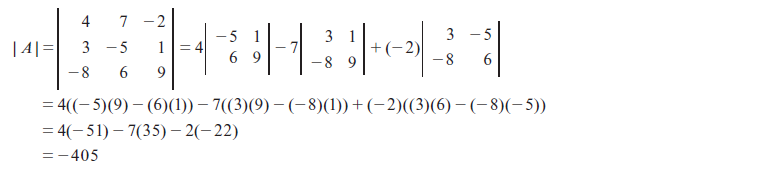 |A| = | 4 7 −2 | = 4 | −5 1 | − 7 | 3 1 | + (−2) | 3 −5 |
| 3 −5 1 | | 6 9 | | −8 9 | | −8 6 |
| −8 6 9 |
= 4((−5)(9) − (6)(1)) − 7((3)(9) − (−8)(1)) + (−2)((3)(6) − (−8)(−5))
= 4(−51) − 7(35) − 2(−22)
= −405